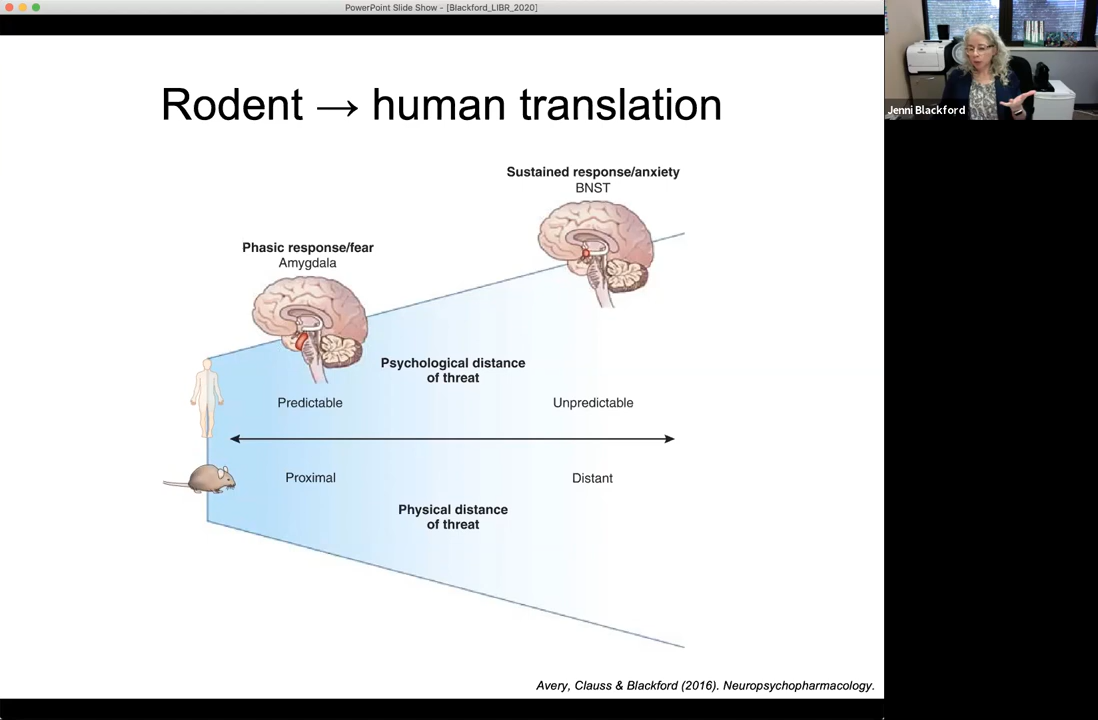 PowerPoint Slide Show - [Blackford_LIBR_2020]
Jenni Blackford
Rodent → human translation
Sustained response/anxiety
BNST
Phasic response/fear
Amygdala
Psychological distance
of threat
Predictable
Unpredictable
Proximal
Distant
Physical distance
of threat
Avery, Clauss & Blackford (2016). Neuropsychopharmacology.